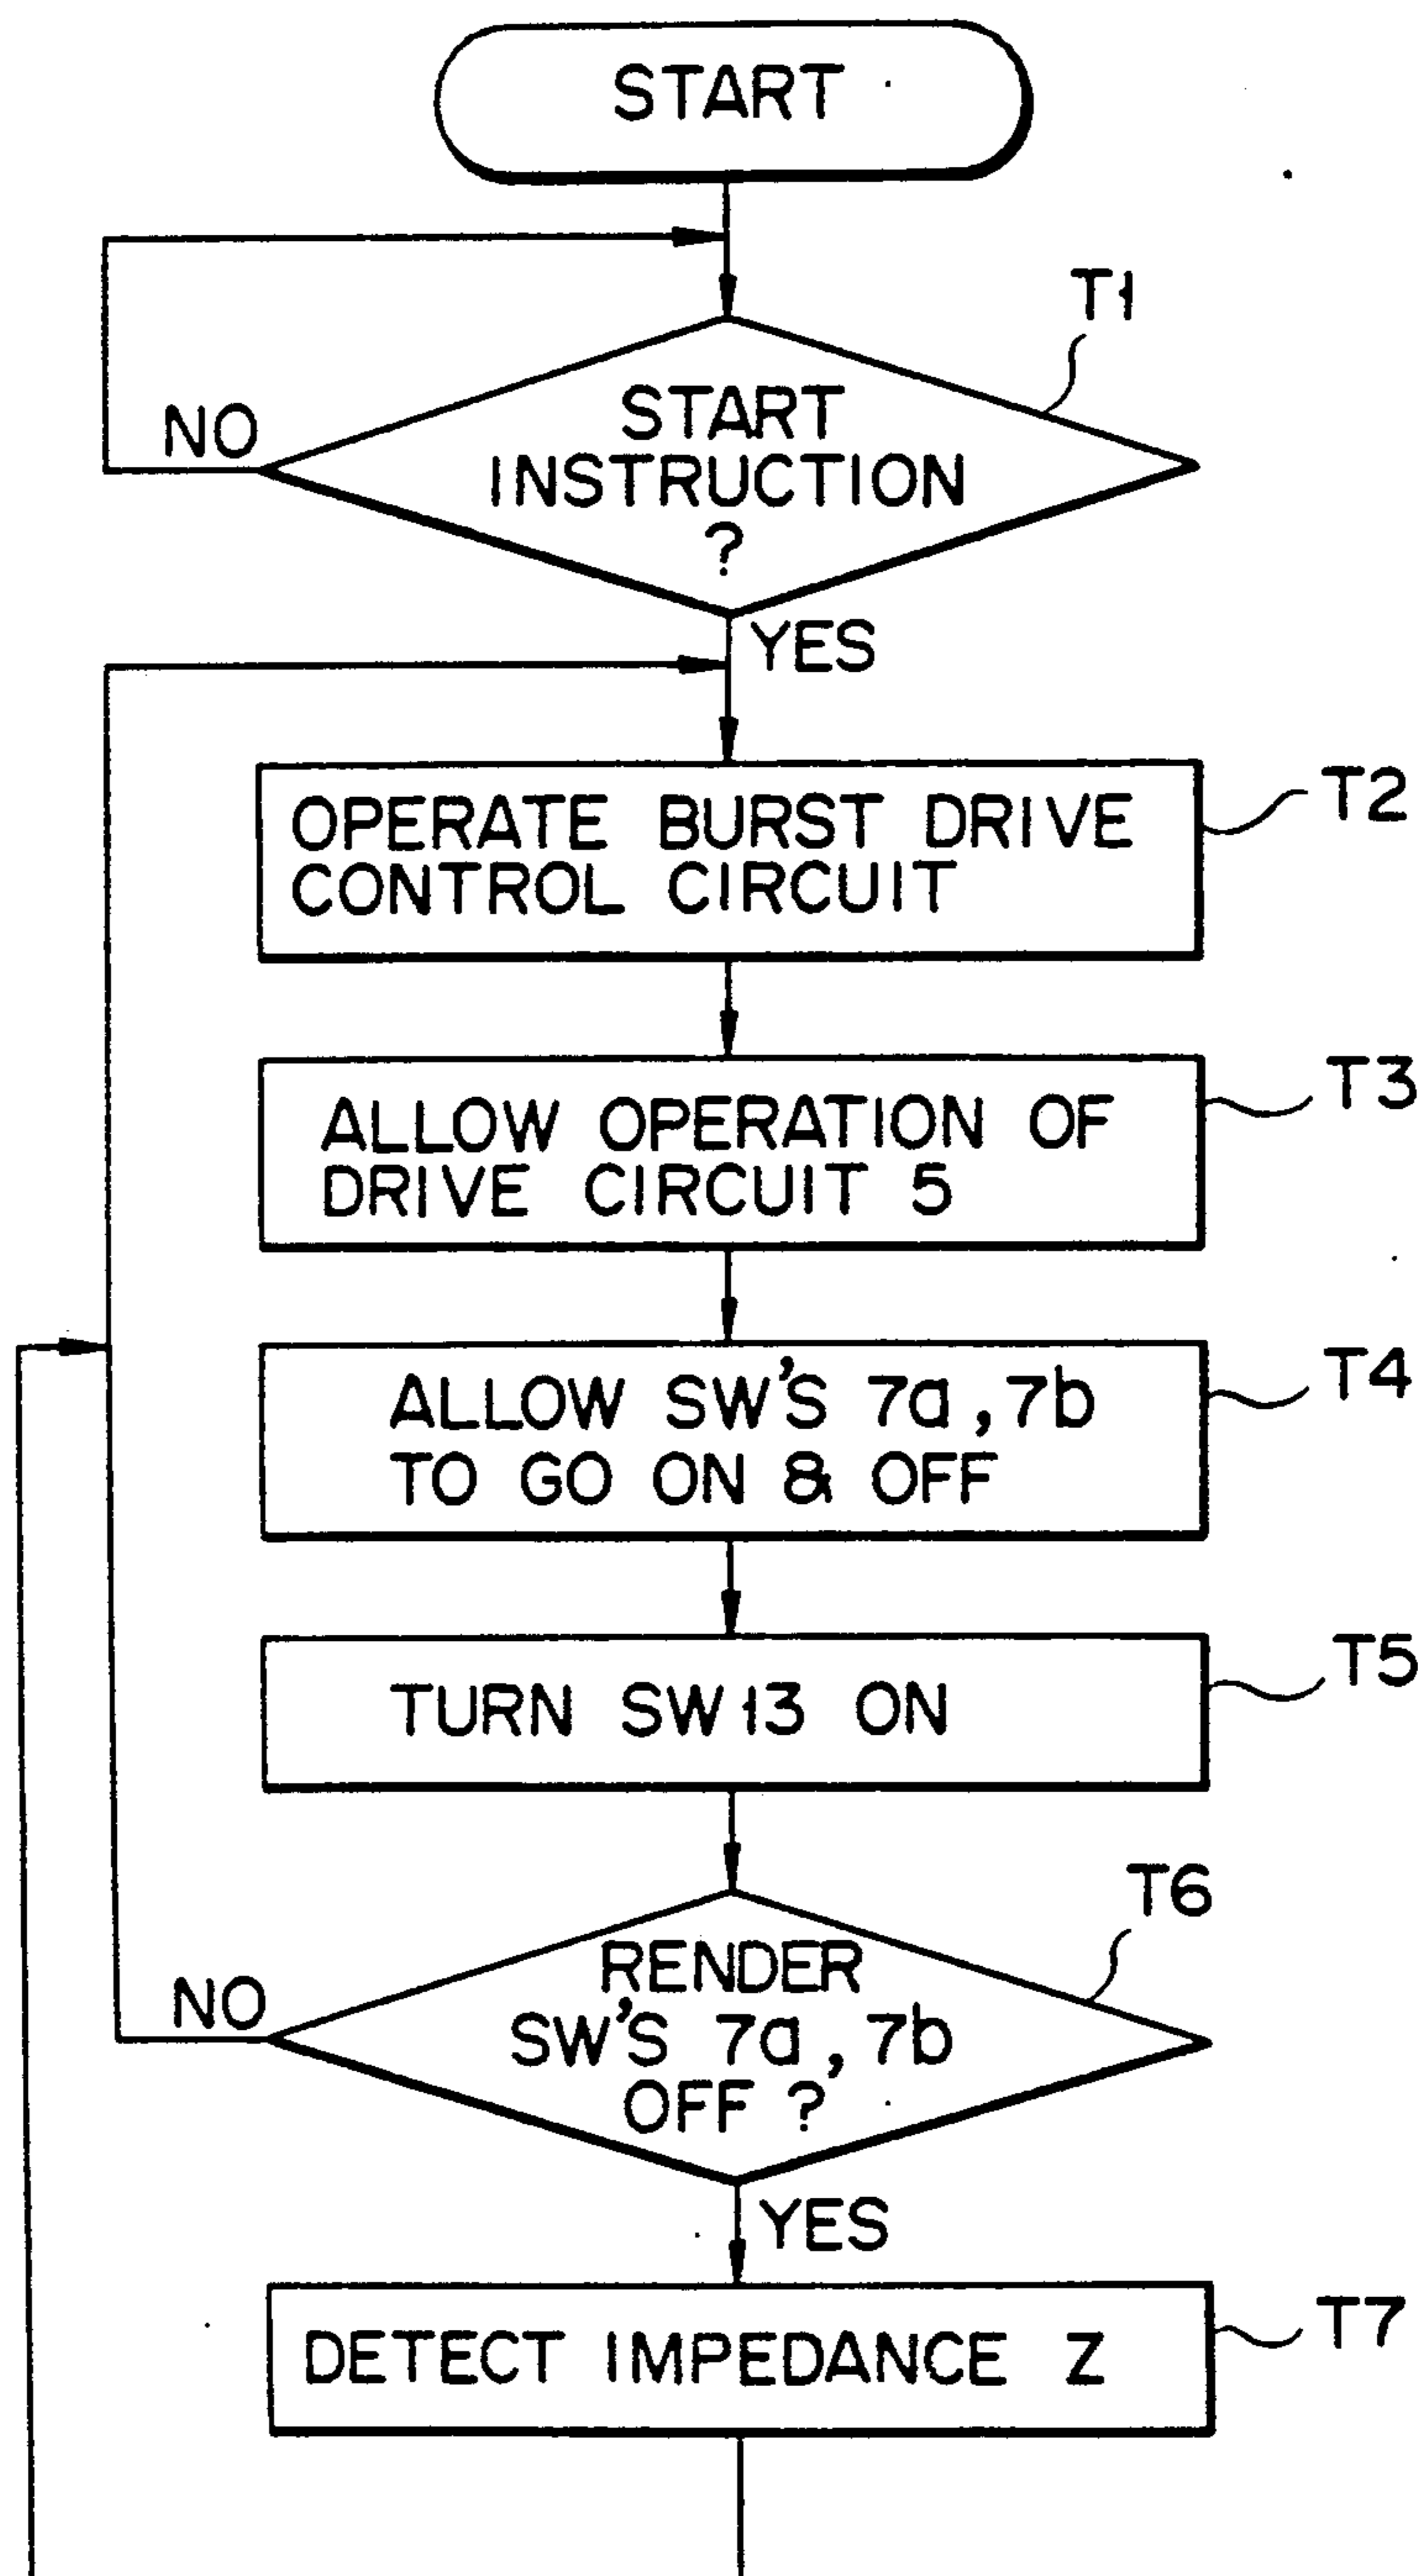 START
T1
START
INSTRUCTION
?
NO
YES
OPERATE BURST DRIVE
CONTROL CIRCUIT
T2
ALLOW OPERATION OF
DRIVE CIRCUIT 5
T3
ALLOW SW'S 7a, 7b
TO GO ON & OFF
T4
TURN SW13 ON
T5
T6
RENDER
SW'S 7a, 7b
OFF ?
NO
YES
DETECT IMPEDANCE Z
T7